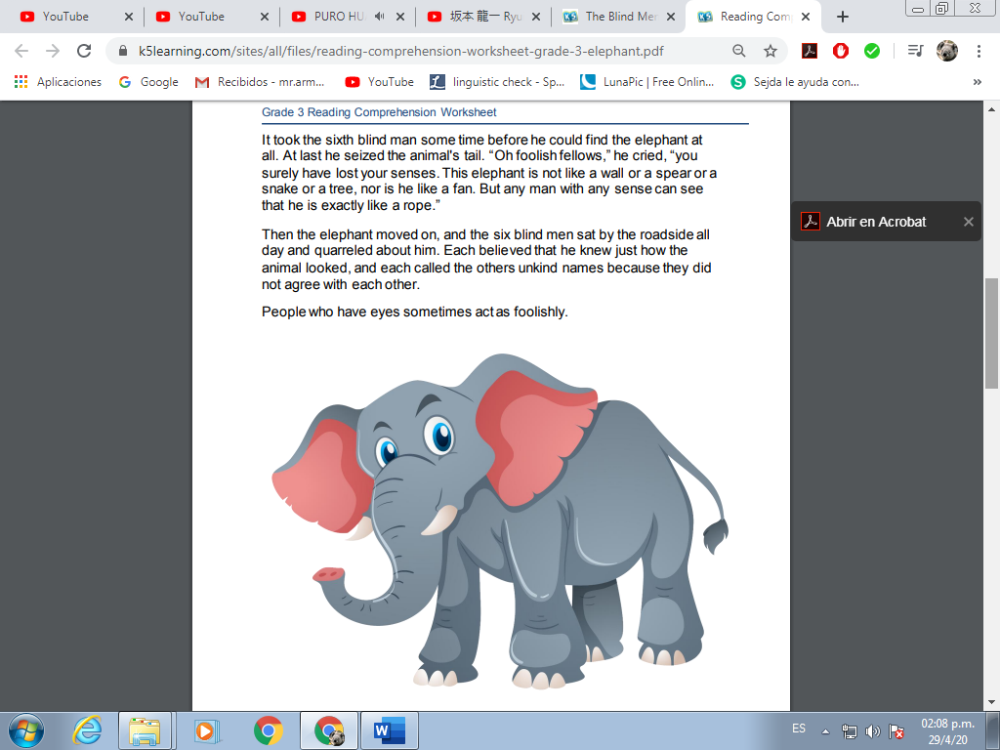 YouTube
YouTube
PURO HU
坂本 龍一 Ryu
The Blind Mer
Reading Com
k5learning.com/sites/all/files/reading-comprehension-worksheet-grade-3-elephant.pdf
Aplicaciones
Google
Recibidos - mr.arm...
YouTube
linguistic check - Sp...
LunaPic | Free Onlin...
Sejda le ayuda con...
»
Grade 3 Reading Comprehension Worksheet
It took the sixth blind man some time before he could find the elephant at
all. At last he seized the animal's tail. “Oh foolish fellows,” he cried, “you
surely have lost your senses. This elephant is not like a wall or a spear or a
snake or a tree, nor is he like a fan. But any man with any sense can see
that he is exactly like a rope.”
Abrir en Acrobat
Then the elephant moved on, and the six blind men sat by the roadside all
day and quarreled about him. Each believed that he knew just how the
animal looked, and each called the others unkind names because they did
not agree with each other.
People who have eyes sometimes act as foolishly.
ES
02:08 p.m.
29/4/20